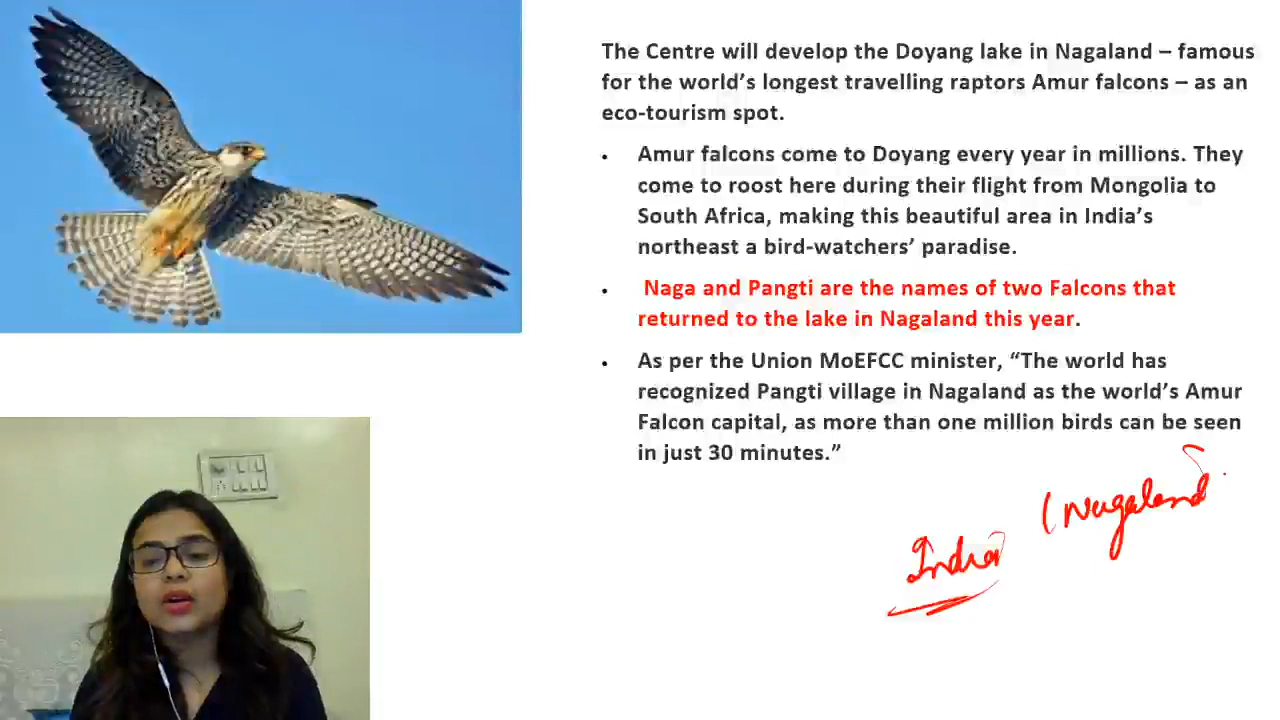 The Centre will develop the Doyang lake in Nagaland – famous
for the world's longest travelling raptors Amur falcons – as an
eco-tourism spot.
• Amur falcons come to Doyang every year in millions. They
come to roost here during their flight from Mongolia to
South Africa, making this beautiful area in India's
northeast a bird-watchers' paradise.
• Naga and Pangti are the names of two Falcons that
returned to the lake in Nagaland this year.
• As per the Union MoEFCC minister, “The world has
recognized Pangti village in Nagaland as the world's Amur
Falcon capital, as more than one million birds can be seen
in just 30 minutes.”
(Nagaland
India